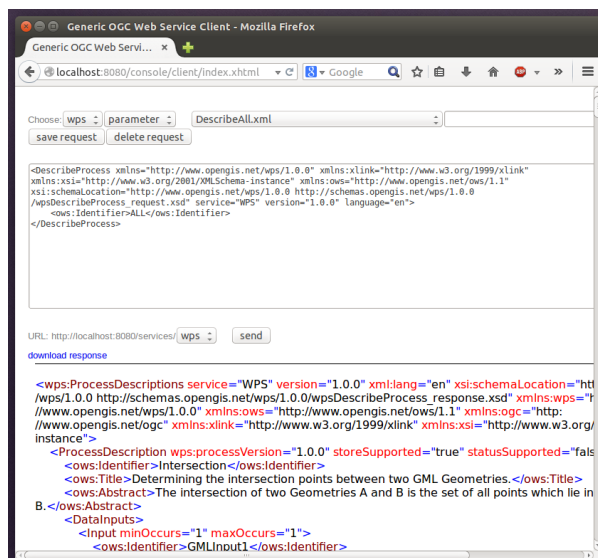 Generic OGC Web Service Client - Mozilla Firefox
Generic OGC Web Servi... ×
localhost:8080/console/client/index.xhtml Google
Choose: wps parameter DescribeAll.xml
save request delete request
<DescribeProcess xmlns="http://www.opengis.net/wps/1.0.0" xmlns:xlink="http://www.w3.org/1999/xlink"
xmlns:xsi="http://www.w3.org/2001/XMLSchema-instance" xmlns:ows="http://www.opengis.net/ows/1.1"
xsi:schemaLocation="http://www.opengis.net/wps/1.0.0 http://schemas.opengis.net/wps/1.0.0
/wpsDescribeProcess_request.xsd" service="WPS" version="1.0.0" language="en">
<ows:Identifier>ALL</ows:Identifier>
</DescribeProcess>
URL: http://localhost:8080/services/ wps send
download response
<wps:ProcessDescriptions service="WPS" version="1.0.0" xml:lang="en" xsi:schemaLocation="htt
/wps/1.0.0 http://schemas.opengis.net/wps/1.0.0/wpsDescribeProcess_response.xsd" xmlns:wps="h
//www.opengis.net/wps/1.0.0" xmlns:ows="http://www.opengis.net/ows/1.1" xmlns:ogc="http:
//www.opengis.net/ogc" xmlns:xlink="http://www.w3.org/1999/xlink" xmlns:xsi="http://www.w3.org/
instance">
<ProcessDescription wps:processVersion="1.0.0" storeSupported="true" statusSupported="fals
<ows:Identifier>Intersection</ows:Identifier>
<ows:Title>Determining the intersection points between two GML Geometries.</ows:Title>
<ows:Abstract>The intersection of two Geometries A and B is the set of all points which lie in
B.</ows:Abstract>
<DataInputs>
<Input minOccurs="1" maxOccurs="1">
<ows:Identifier>GMLInput1</ows:Identifier>